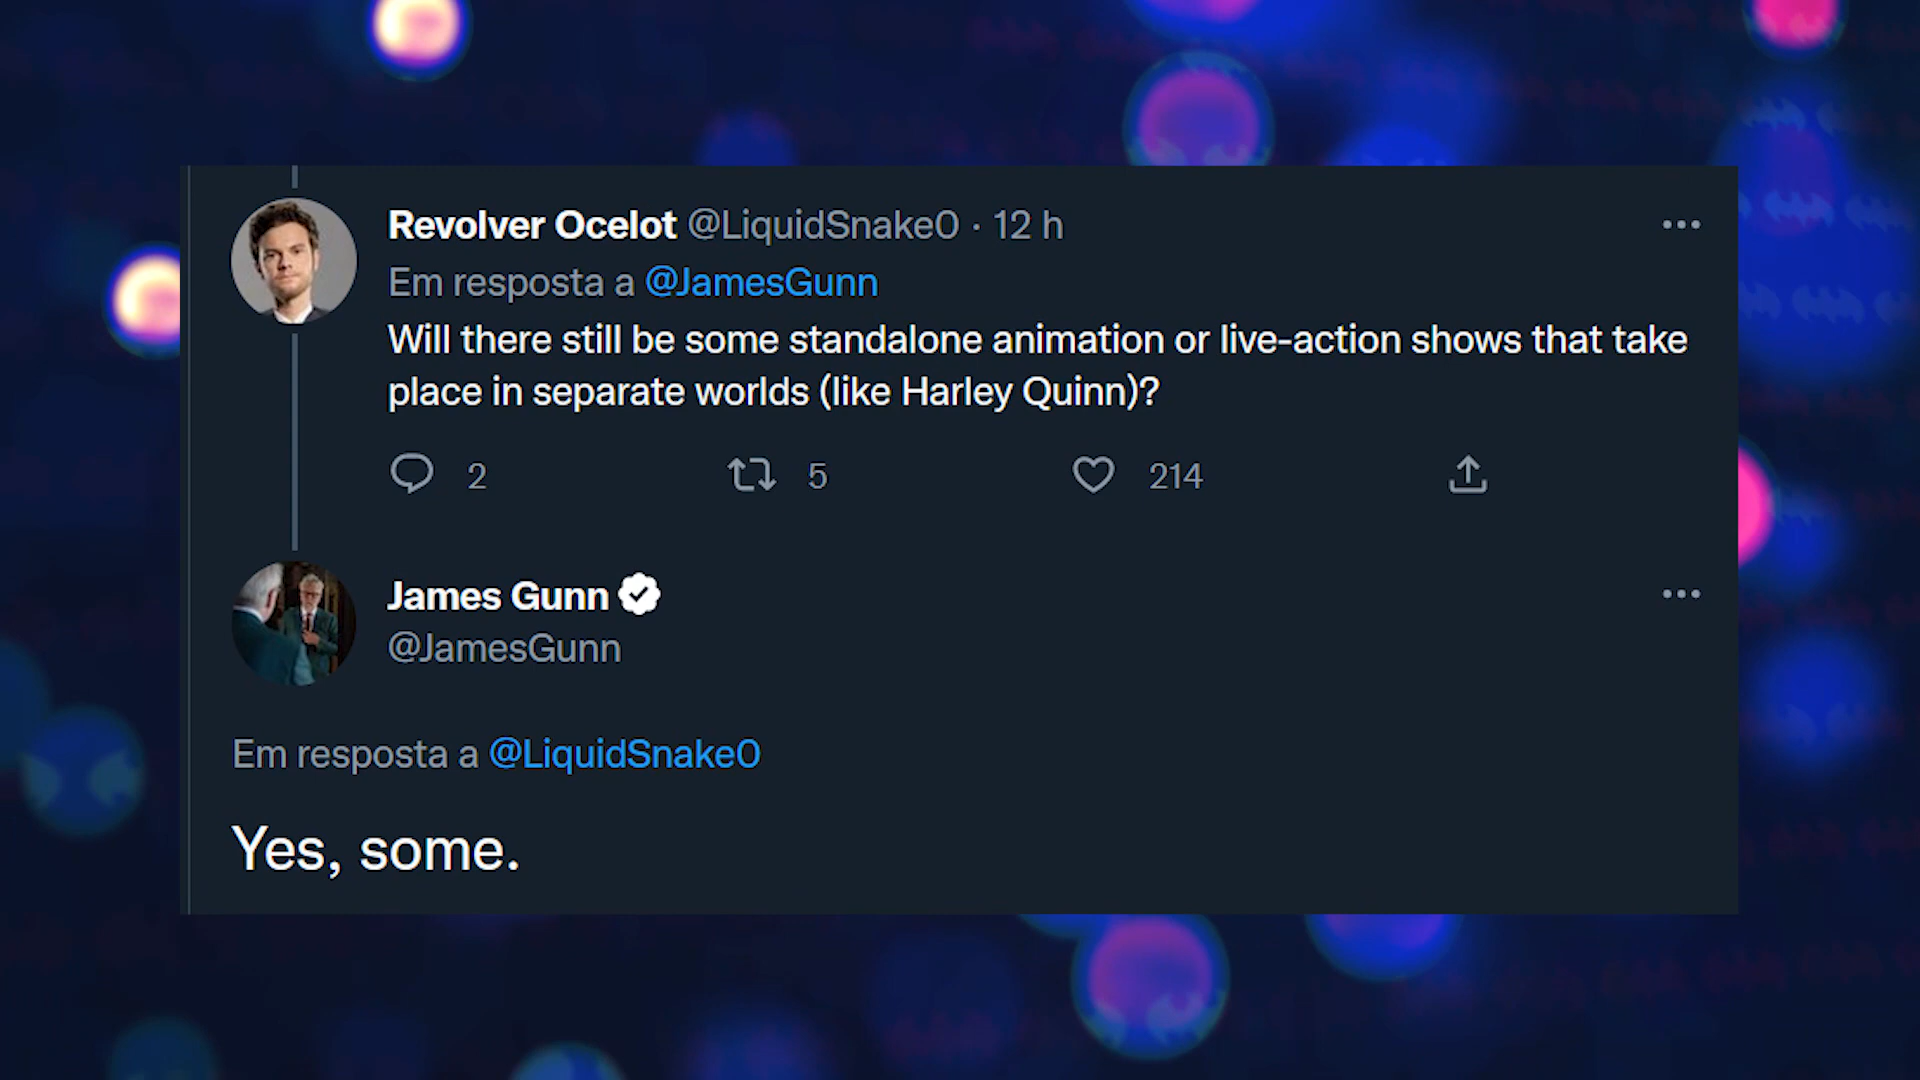 Revolver Ocelot @LiquidSnake0 · 12 h
Em resposta a @JamesGunn
Will there still be some standalone animation or live-action shows that take
place in separate worlds (like Harley Quinn)?
2 5 214
James Gunn
@JamesGunn
Em resposta a @LiquidSnake0
Yes, some.